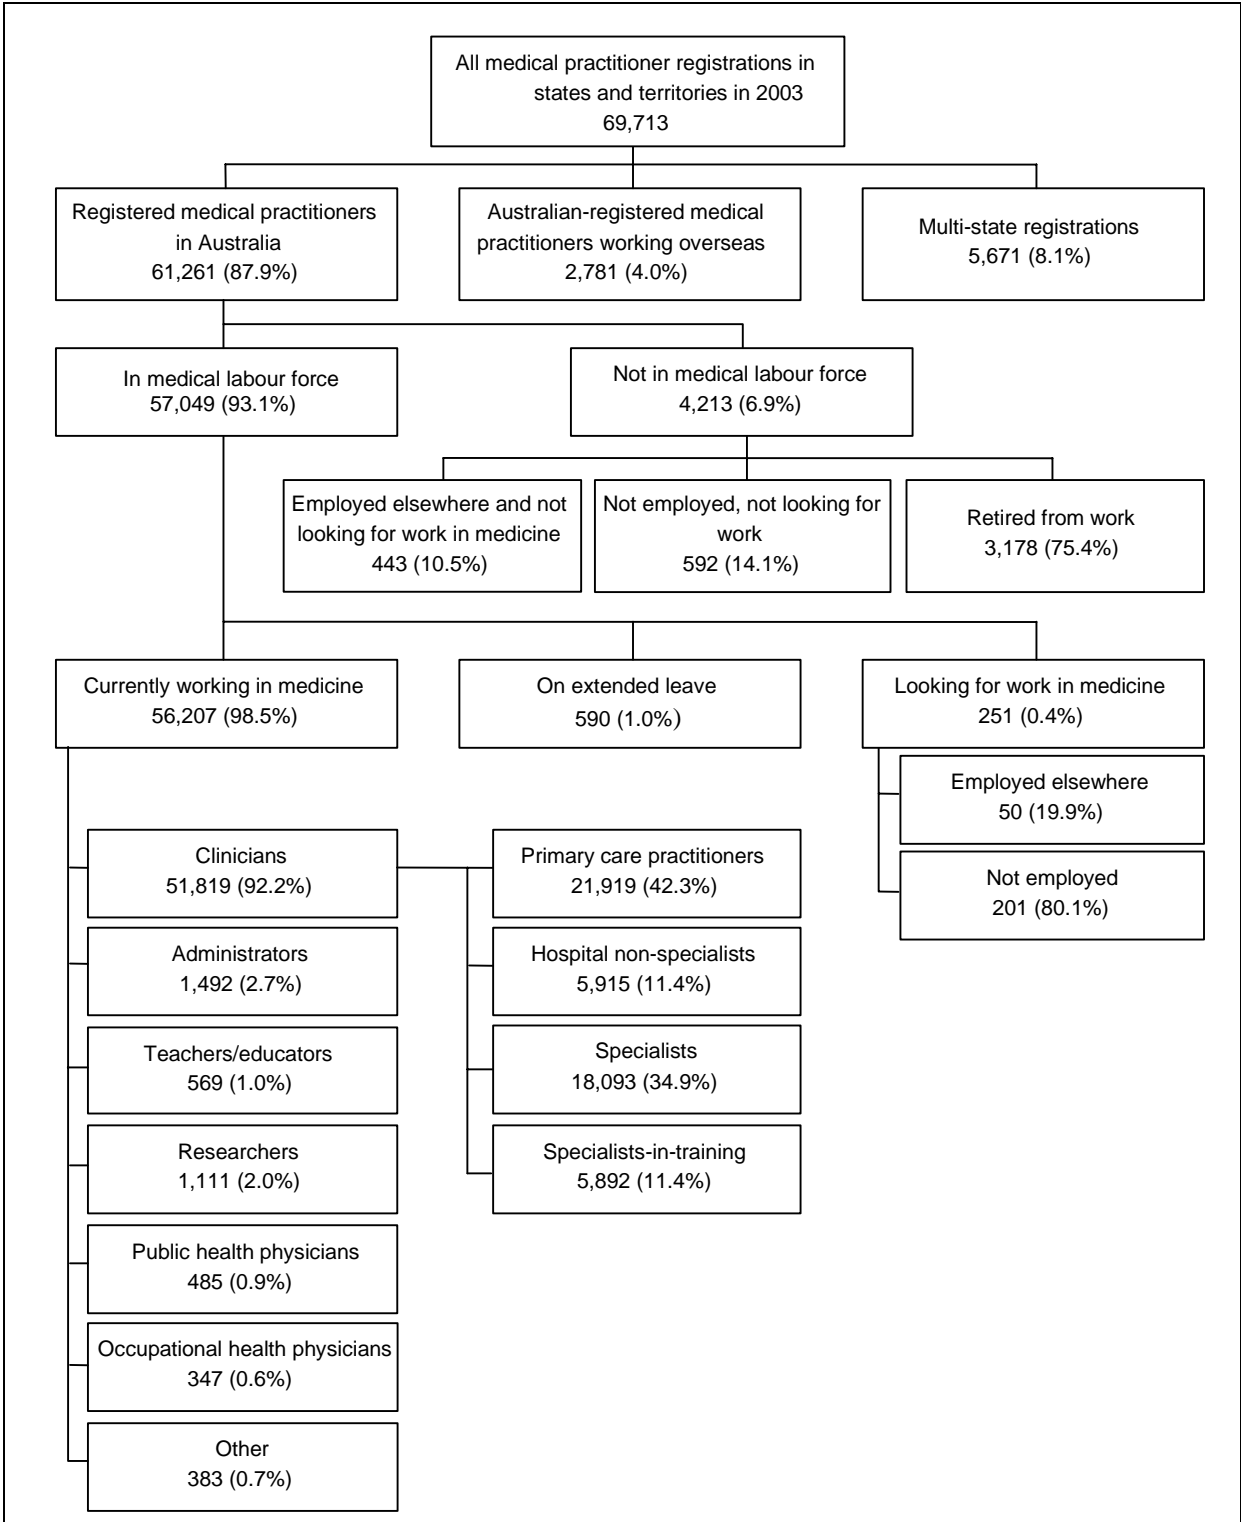 All medical practitioner registrations in
states and territories in 2003
69,713
Registered medical practitioners
in Australia
61,261 (87.9%)
Australian-registered medical
practitioners working overseas
2,781 (4.0%)
Multi-state registrations
5,671 (8.1%)
In medical labour force
57,049 (93.1%)
Not in medical labour force
4,213 (6.9%)
Employed elsewhere and not
looking for work in medicine
443 (10.5%)
Not employed, not looking for
work
592 (14.1%)
Retired from work
3,178 (75.4%)
Currently working in medicine
56,207 (98.5%)
On extended leave
590 (1.0%)
Looking for work in medicine
251 (0.4%)
Employed elsewhere
50 (19.9%)
Not employed
201 (80.1%)
Clinicians
51,819 (92.2%)
Primary care practitioners
21,919 (42.3%)
Administrators
1,492 (2.7%)
Hospital non-specialists
5,915 (11.4%)
Teachers/educators
569 (1.0%)
Specialists
18,093 (34.9%)
Researchers
1,111 (2.0%)
Specialists-in-training
5,892 (11.4%)
Public health physicians
485 (0.9%)
Occupational health physicians
347 (0.6%)
Other
383 (0.7%)